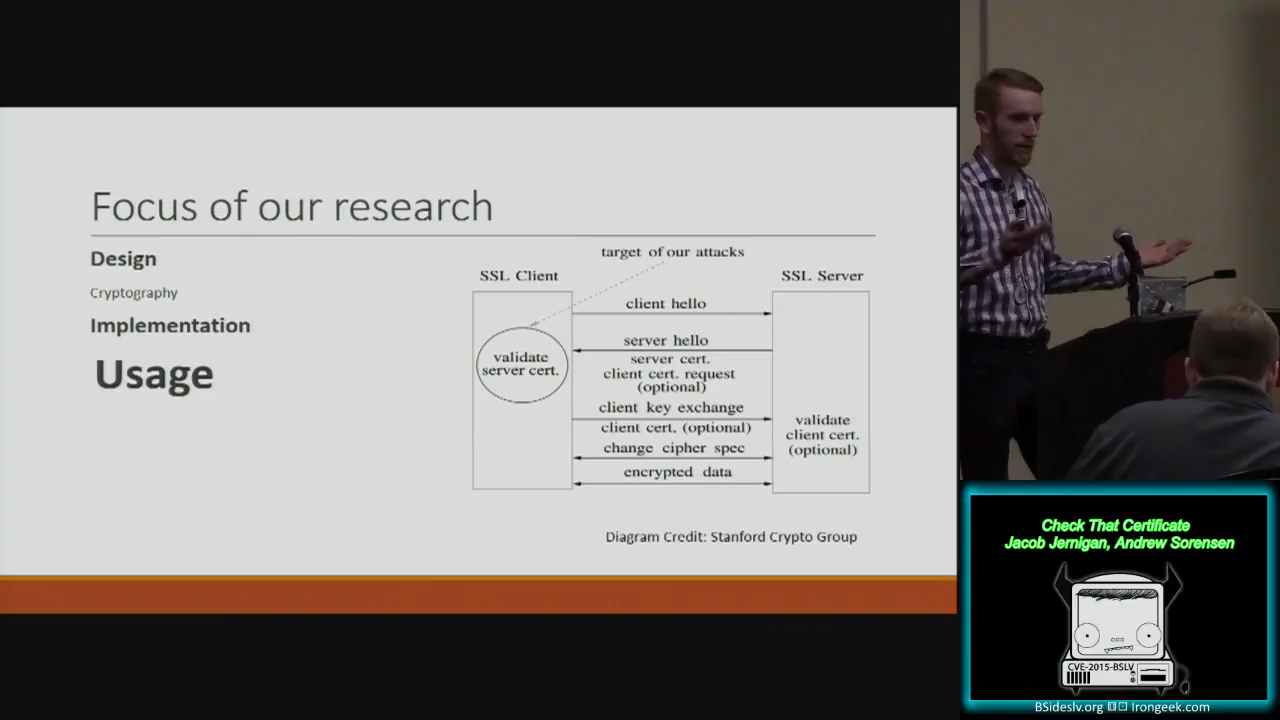 Focus of our research
Design
Cryptography
Implementation
Usage
target of our attacks
SSL Client
SSL Server
client hello
server hello
validate
server cert.
server cert.
client cert. request
(optional)
client key exchange
client cert. (optional)
change cipher spec
encrypted data
validate
client cert.
(optional)
Diagram Credit: Stanford Crypto Group
Check That Certificate
Jacob Jernigan, Andrew Sorensen
CVE-2015-BSLV
BSideslv.org Irongeek.com